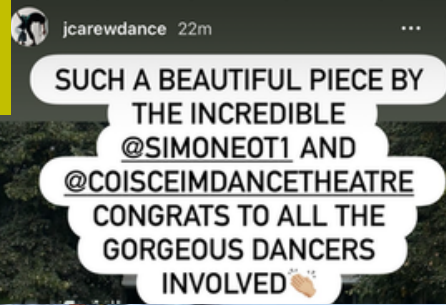 jcarewdance 22m
SUCH A BEAUTIFUL PIECE BY
THE INCREDIBLE
@SIMONEOT1 AND
@COISCEIMDANCETHEATRE
CONGRATS TO ALL THE
GORGEOUS DANCERS
INVOLVED👏🏼